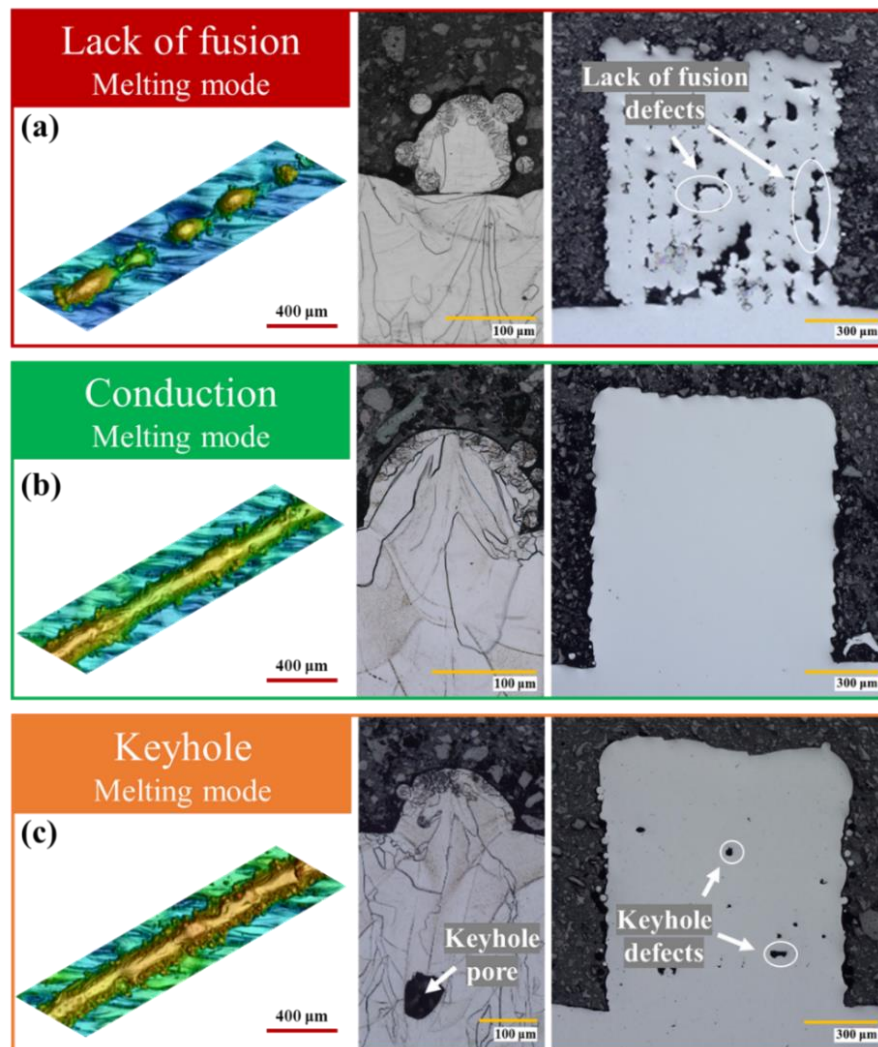 Lack of fusion
Melting mode
(a)
400 μm
100 μm
Lack of fusion
defects
300 μm
Conduction
Melting mode
(b)
400 μm
100 μm
300 μm
Keyhole
Melting mode
(c)
400 μm
Keyhole
pore
100 μm
Keyhole
defects
300 μm